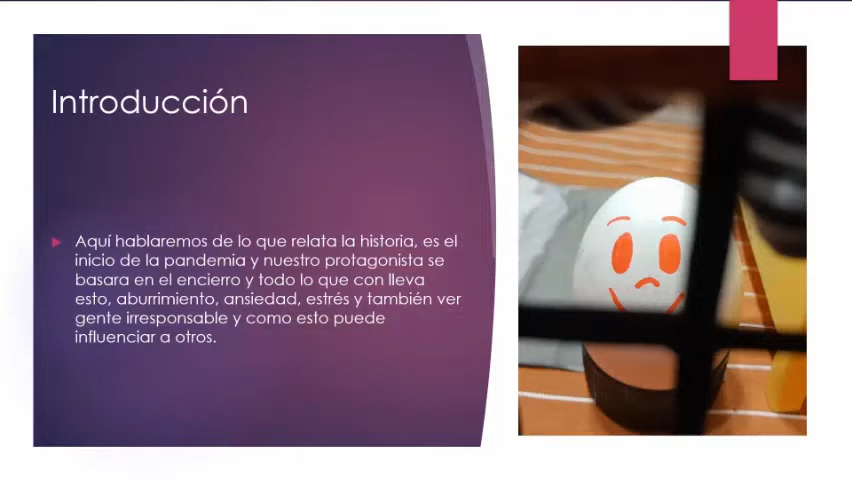 Introducción
Aquí hablaremos de lo que relata la historia, es el
inicio de la pandemia y nuestro protagonista se
basara en el encierro y todo lo que con lleva
esto, aburrimiento, ansiedad, estrés y también ver
gente irresponsable y como esto puede
influenciar a otros.